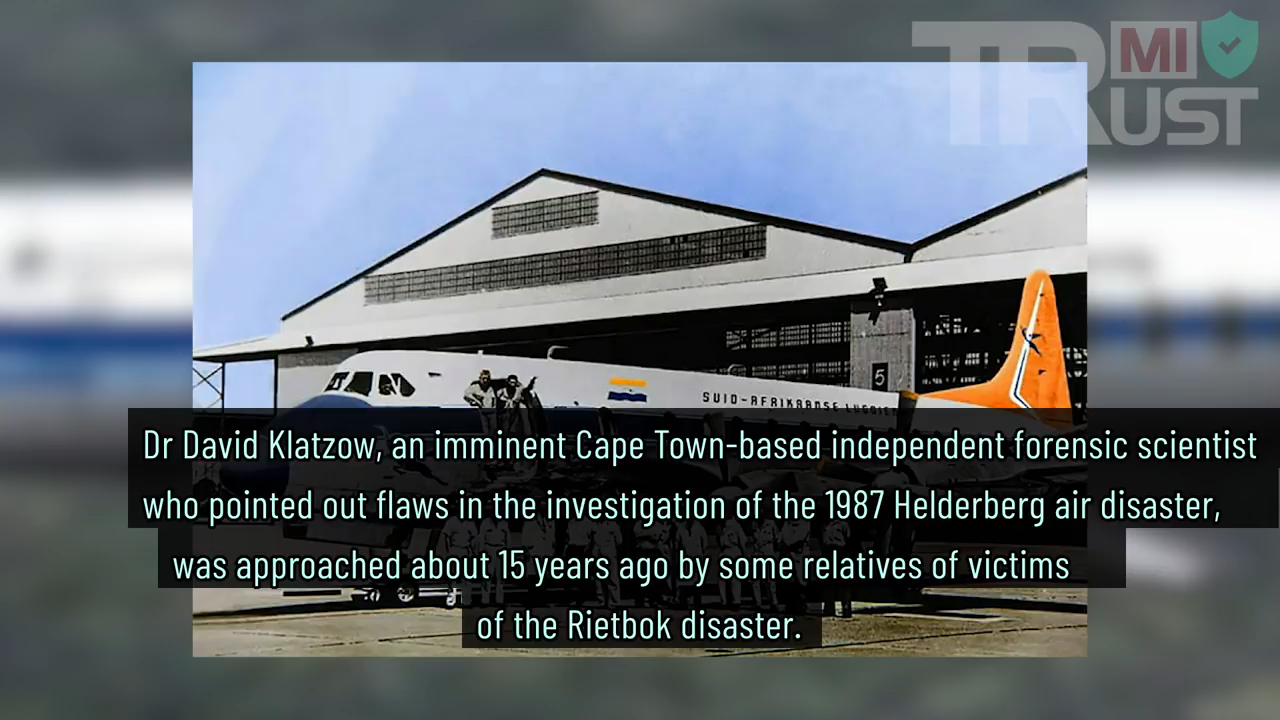 TRUST
MI
5
SUID-AFRIKAANSE
Dr David Klatzow, an imminent Cape Town-based independent forensic scientist
who pointed out flaws in the investigation of the 1987 Helderberg air disaster,
was approached about 15 years ago by some relatives of victims
of the Rietbok disaster.